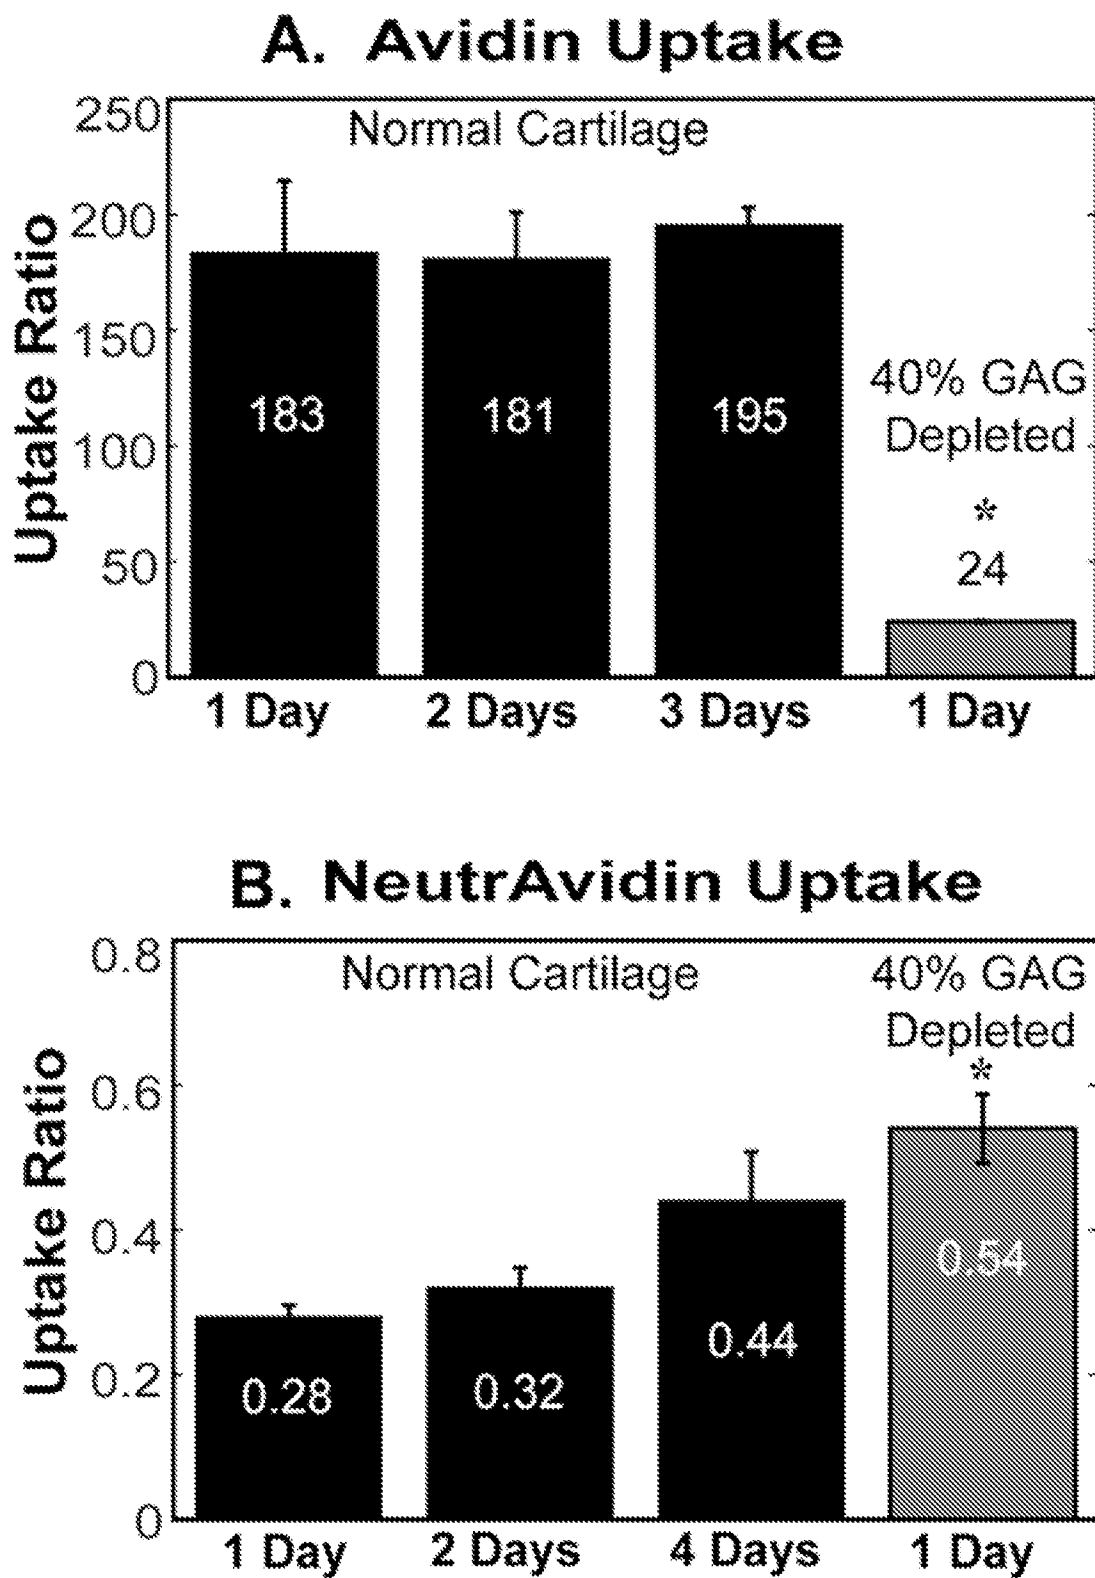 A. Avidin Uptake
250
Normal Cartilage
200
150
40% GAG
183
181
195
Depleted
100
*
50
24
0
Uptake Ratio
1 Day
2 Days
3 Days
1 Day
B. NeutrAvidin Uptake
0.8
Normal Cartilage
40% GAG
Depleted
*
0.6
0.4
0.54
0.44
0.2
0.28
0.32
0
Uptake Ratio
1 Day
2 Days
4 Days
1 Day